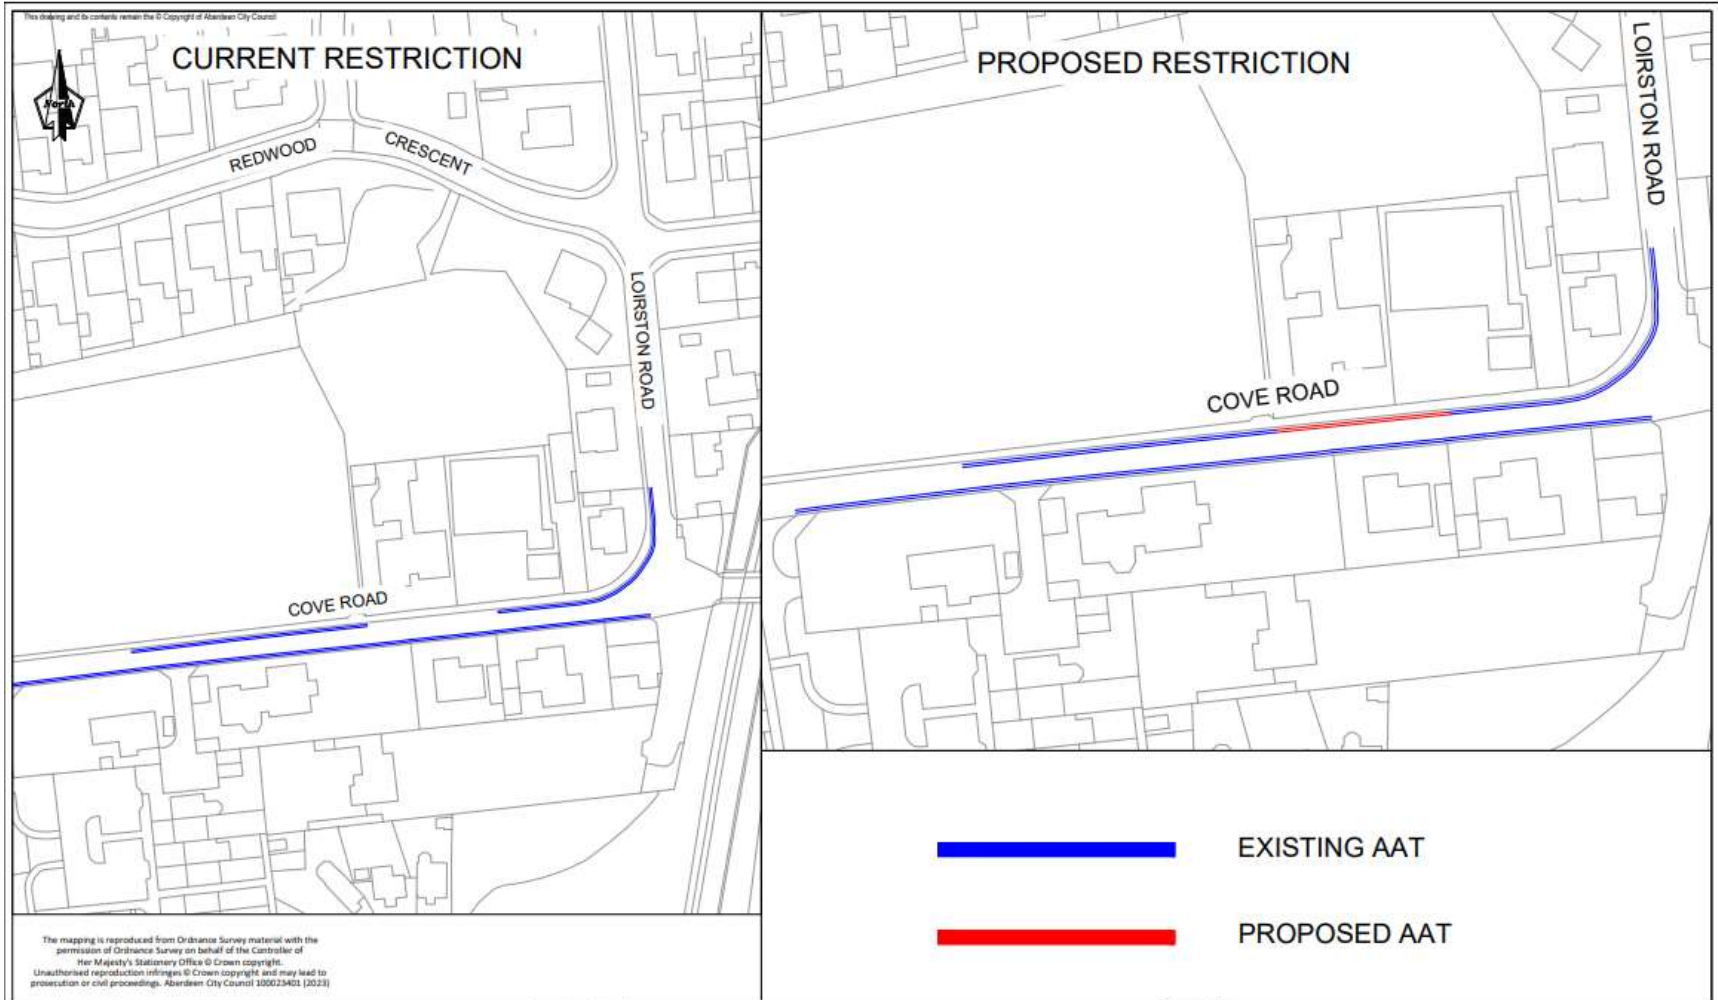 This drawing and its contents remain the © Copyright of Aberdeen City Council
CURRENT RESTRICTION
North
REDWOOD
CRESCENT
LOIRSTON ROAD
COVE ROAD
The mapping is reproduced from Ordnance Survey material with the
permission of Ordnance Survey on behalf of the Controller of
Her Majesty's Stationery Office © Crown copyright.
Unauthorised reproduction infringes © Crown copyright and may lead to
prosecution or civil proceedings. Aberdeen City Council 100023401 (2023)
PROPOSED RESTRICTION
LOIRSTON ROAD
COVE ROAD
EXISTING AAT
PROPOSED AAT